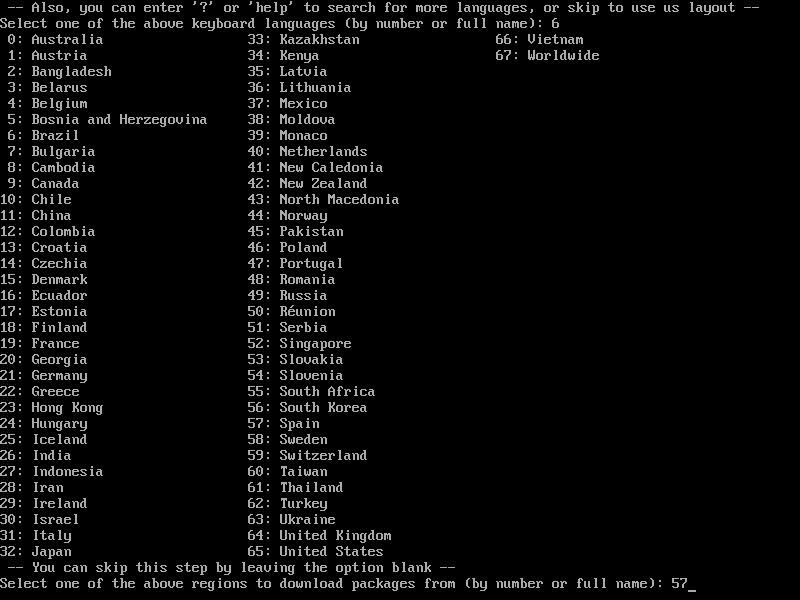 -- Also, you can enter '?' or 'help' to search for more languages, or skip to use us layout --
Select one of the above keyboard languages (by number or full name): 6
0: Australia 33: Kazakhstan 66: Vietnam
1: Austria 34: Kenya 67: Worldwide
2: Bangladesh 35: Latvia
3: Belarus 36: Lithuania
4: Belgium 37: Mexico
5: Bosnia and Herzegovina 38: Moldova
6: Brazil 39: Monaco
7: Bulgaria 40: Netherlands
8: Cambodia 41: New Caledonia
9: Canada 42: New Zealand
10: Chile 43: North Macedonia
11: China 44: Norway
12: Colombia 45: Pakistan
13: Croatia 46: Poland
14: Czechia 47: Portugal
15: Denmark 48: Romania
16: Ecuador 49: Russia
17: Estonia 50: Réunion
18: Finland 51: Serbia
19: France 52: Singapore
20: Georgia 53: Slovakia
21: Germany 54: Slovenia
22: Greece 55: South Africa
23: Hong Kong 56: South Korea
24: Hungary 57: Spain
25: Iceland 58: Sweden
26: India 59: Switzerland
27: Indonesia 60: Taiwan
28: Iran 61: Thailand
29: Ireland 62: Turkey
30: Israel 63: Ukraine
31: Italy 64: United Kingdom
32: Japan 65: United States
-- You can skip this step by leaving the option blank --
Select one of the above regions to download packages from (by number or full name): 57_